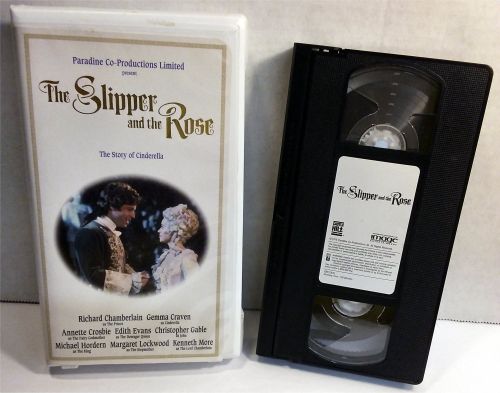 Paradine Co-Productions Limited
present
The Slipper
and the Rose
The Story of Cinderella
Richard Chamberlain Gemma Craven
as The Prince as Cinderella
Annette Crosbie Edith Evans Christopher Gable
as The Fairy Godmother as The Dowager Queen as John
Michael Hordern Margaret Lockwood Kenneth More
as The King as The Stepmother as The Lord Chamberlain
The Slipper and the Rose
image